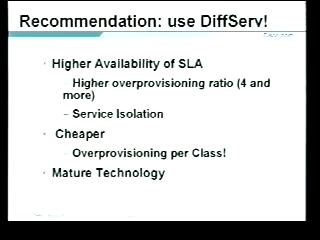 Recommendation: use DiffServ!
· Higher Availability of SLA
– Higher overprovisioning ratio (4 and
more)
– Service Isolation
· Cheaper
– Overprovisioning per Class!
· Mature Technology